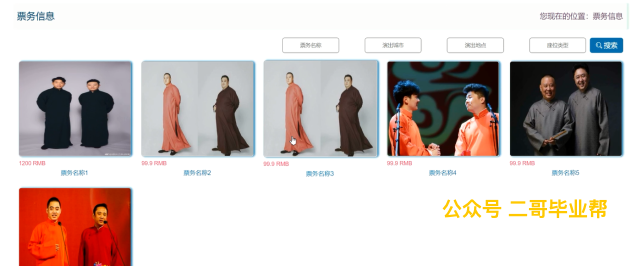 票务信息
您现在的位置：票务信息
票务名称 演出城市 演出地点 座位类型 搜索
1200 RMB 99.9 RMB 99.9 RMB 99.9 RMB 99.9 RMB
票务名称1 票务名称2 票务名称3 票务名称4 票务名称5
公众号 二哥毕业帮